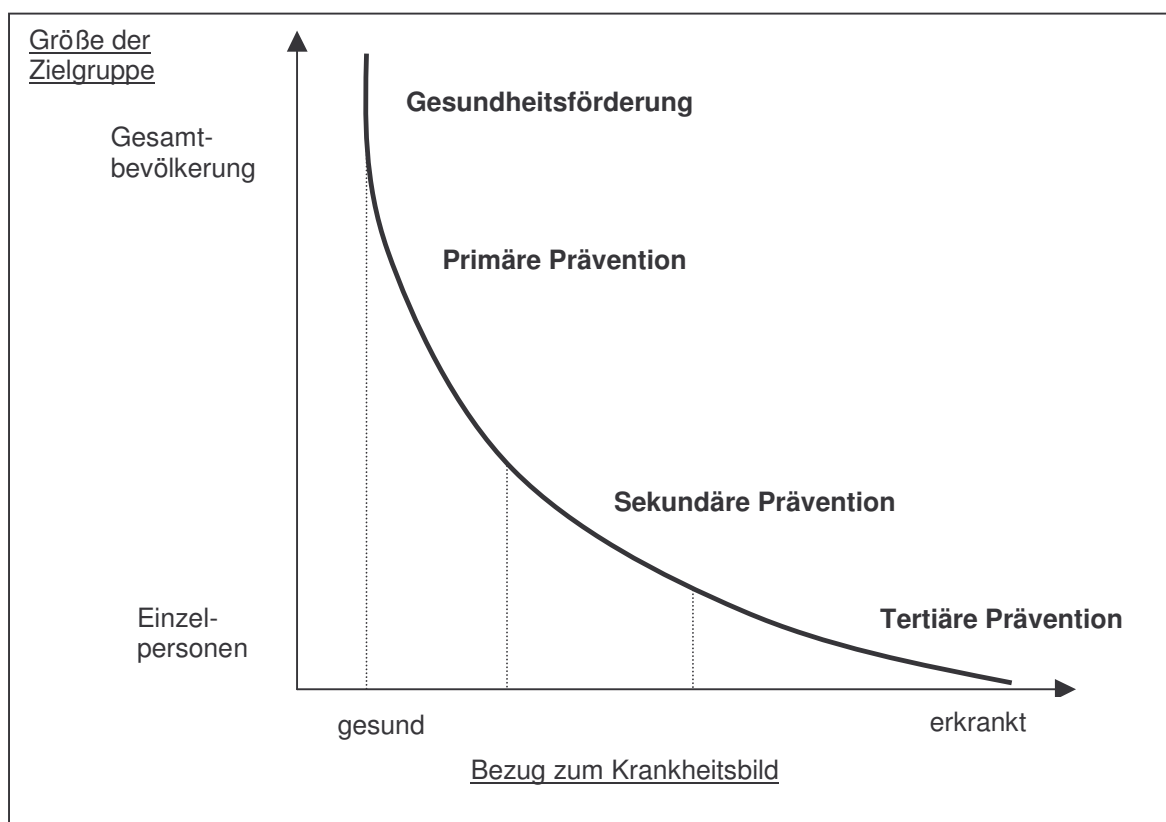 Größe der
Zielgruppe
Gesundheitsförderung
Gesamt-
bevölkerung
Primäre Prävention
Sekundäre Prävention
Einzel-
personen
Tertiäre Prävention
gesund
erkrankt
Bezug zum Krankheitsbild